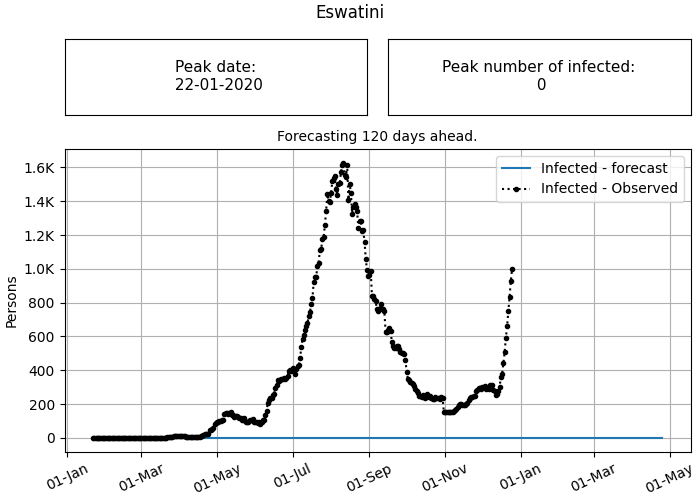 Eswatini
Peak date:
22-01-2020
Peak number of infected:
0
Forecasting 120 days ahead.
Infected - forecast
Infected - Observed
Persons
1.6K
1.4K
1.2K
1.0K
800
600
400
200
0
01-Jan
01-Mar
01-May
01-Jul
01-Sep
01-Nov
01-Jan
01-Mar
01-May